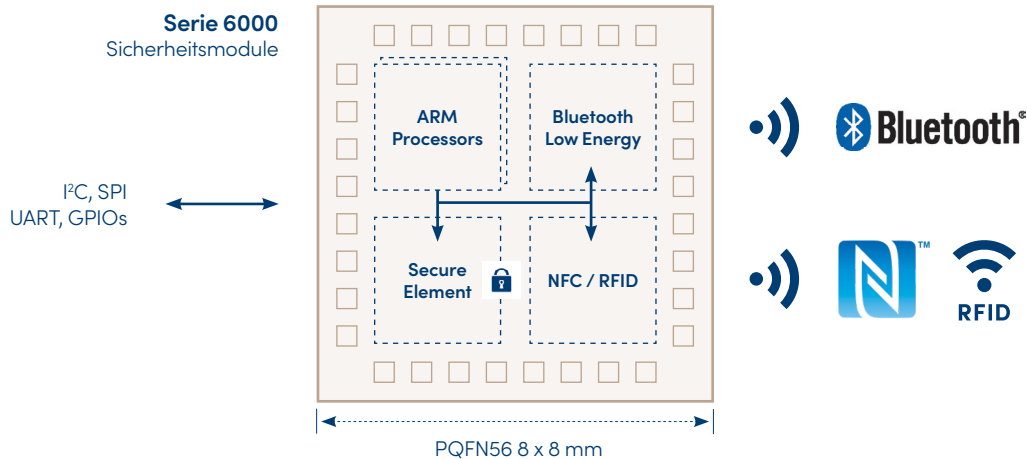 Serie 6000
Sicherheitsmodule
ARM
Processors
Bluetooth
Low Energy
Bluetooth®
I²C, SPI
UART, GPIOs
Secure
Element
NFC / RFID
™
RFID
PQFN56 8 x 8 mm